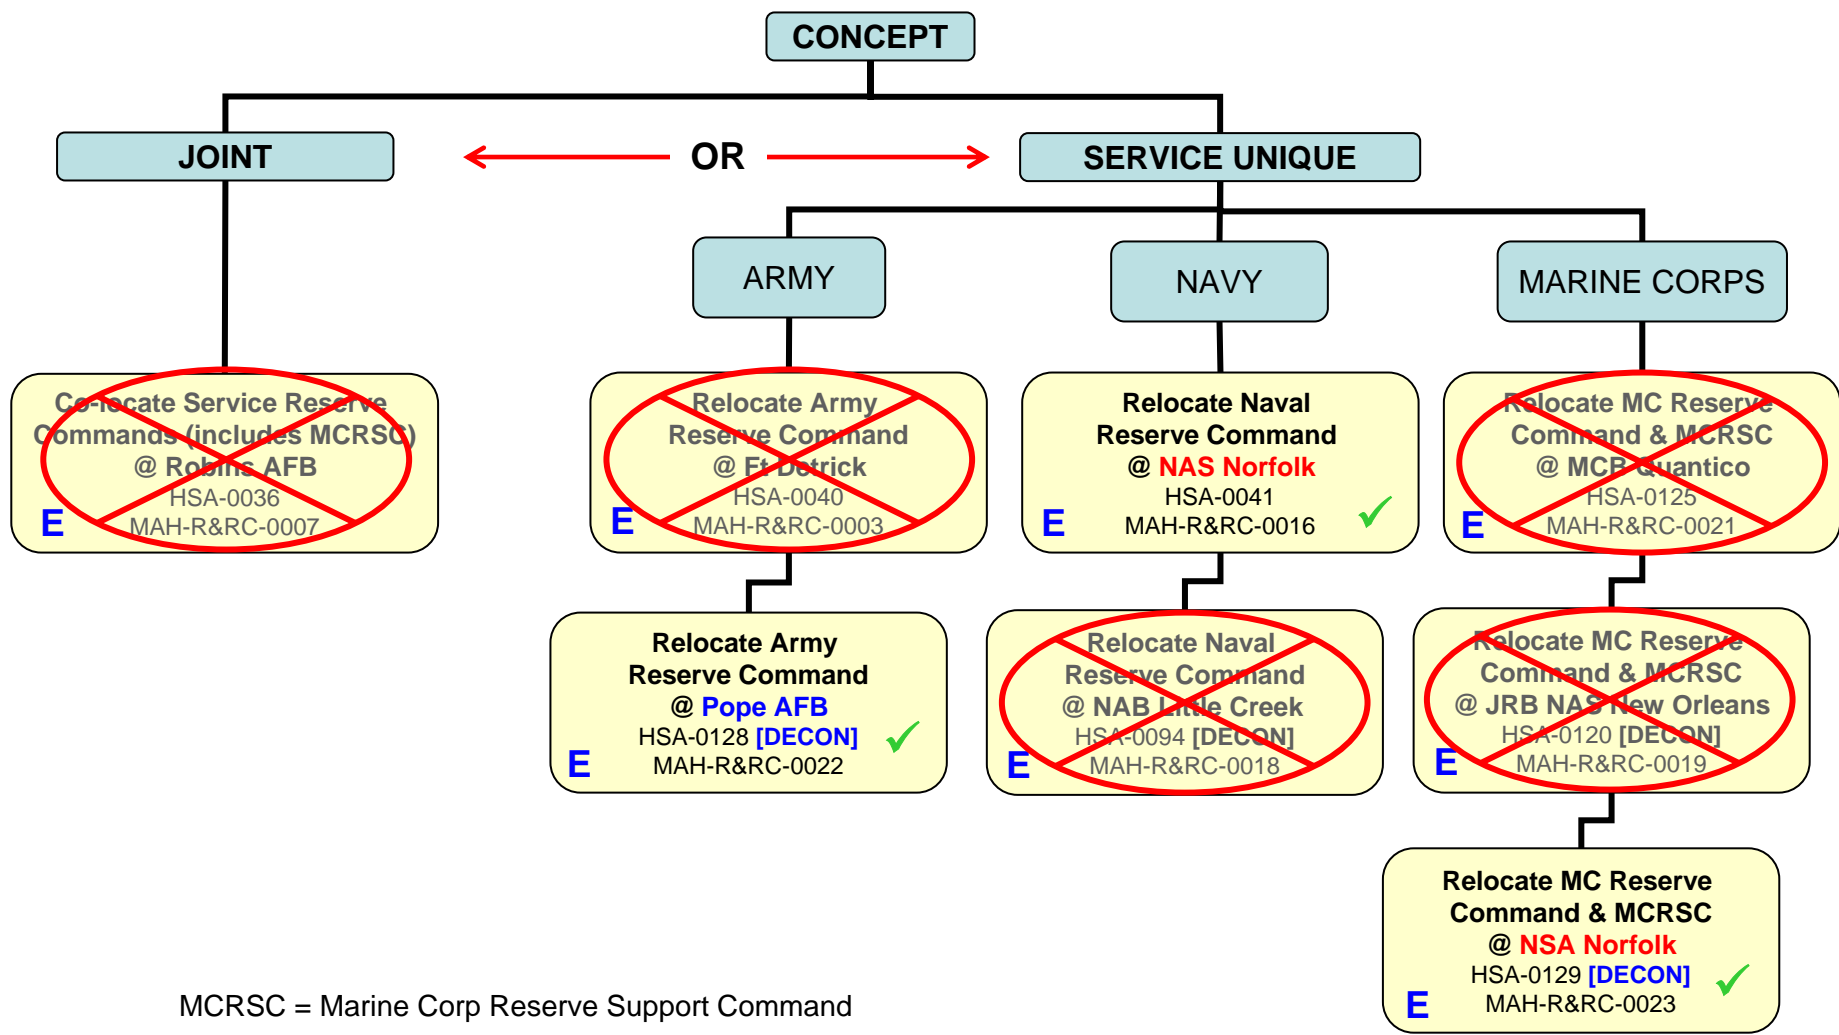 CONCEPT
JOINT
OR
SERVICE UNIQUE
ARMY
NAVY
MARINE CORPS
Co-locate Service Reserve
Commands (includes MCRSC)
@ Robins AFB
HSA-0036
MAH-R&RC-0007
E
Relocate Army
Reserve Command
@ Ft Detrick
HSA-0040
MAH-R&RC-0003
E
Relocate Naval
Reserve Command
@ NAS Norfolk
HSA-0041
MAH-R&RC-0016
E
Relocate MC Reserve
Command & MCRSC
@ MCB Quantico
HSA-0125
MAH-R&RC-0021
E
Relocate Army
Reserve Command
@ Pope AFB
HSA-0128 [DECON]
MAH-R&RC-0022
E
Relocate Naval
Reserve Command
@ NAB Little Creek
HSA-0094 [DECON]
MAH-R&RC-0018
E
Relocate MC Reserve
Command & MCRSC
@ JRB NAS New Orleans
HSA-0120 [DECON]
MAH-R&RC-0019
E
Relocate MC Reserve
Command & MCRSC
@ NSA Norfolk
HSA-0129 [DECON]
MAH-R&RC-0023
E
MCRSC = Marine Corp Reserve Support Command